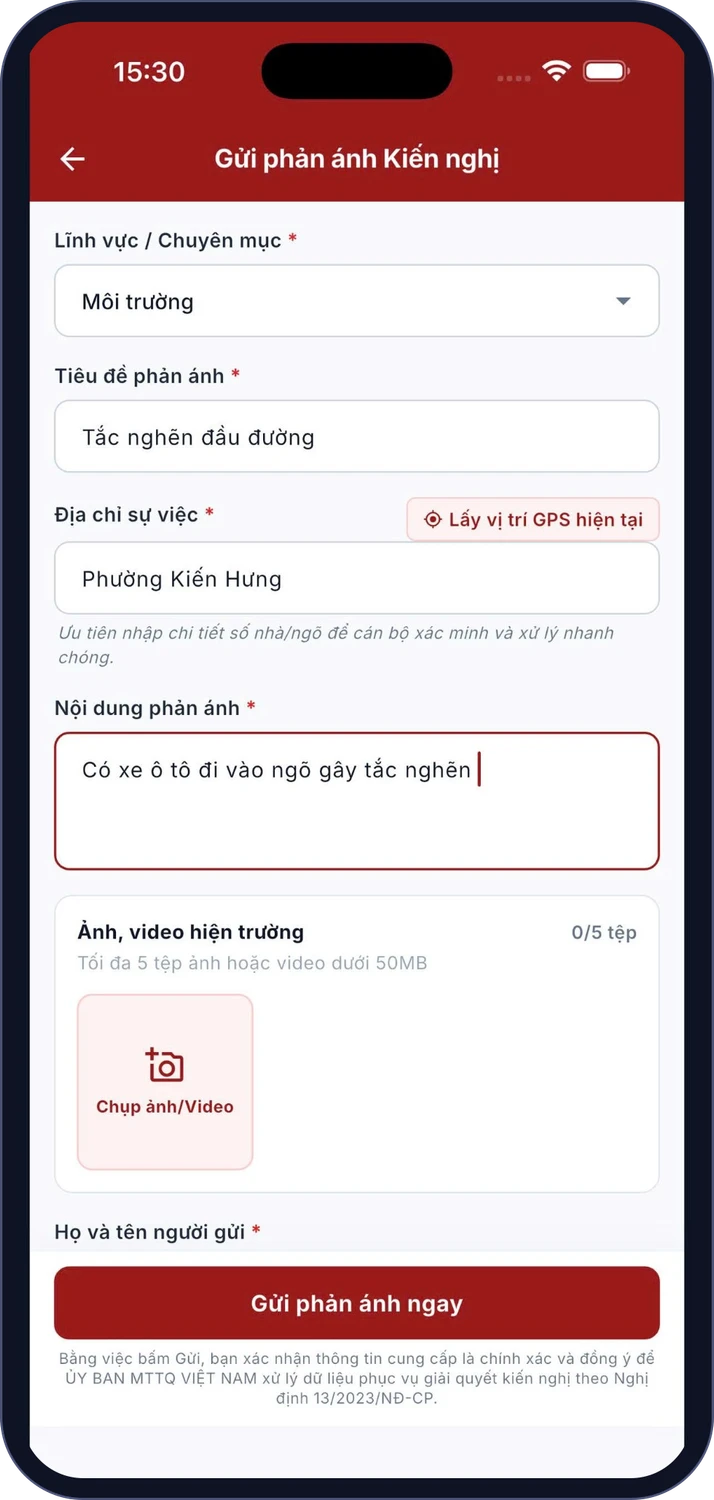 15:30
Gửi phản ánh Kiến nghị
Lĩnh vực / Chuyên mục *
Môi trường
Tiêu đề phản ánh *
Tắc nghẽn đầu đường
Địa chỉ sự việc *
Lấy vị trí GPS hiện tại
Phường Kiến Hưng
Ưu tiên nhập chi tiết số nhà/ngõ để cán bộ xác minh và xử lý nhanh
chóng.
Nội dung phản ánh *
Có xe ô tô đi vào ngõ gây tắc nghẽn
Ảnh, video hiện trường
0/5 tệp
Tối đa 5 tệp ảnh hoặc video dưới 50MB
Chụp ảnh/Video
Họ và tên người gửi *
Gửi phản ánh ngay
Bằng việc bấm Gửi, bạn xác nhận thông tin cung cấp là chính xác và đồng ý để
ỦY BAN MTTQ VIỆT NAM xử lý dữ liệu phục vụ giải quyết kiến nghị theo Nghị
định 13/2023/NĐ-CP.